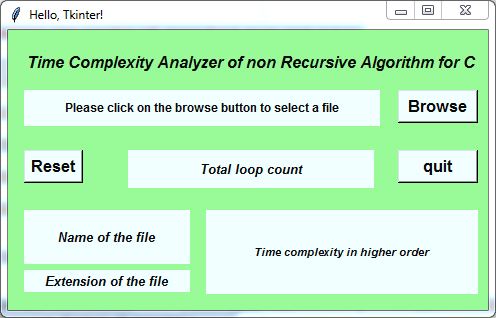 Hello, Tkinter!
Time Complexity Analyzer of non Recursive Algorithm for C
Please click on the browse button to select a file
Browse
Reset
Total loop count
quit
Name of the file
Time complexity in higher order
Extension of the file